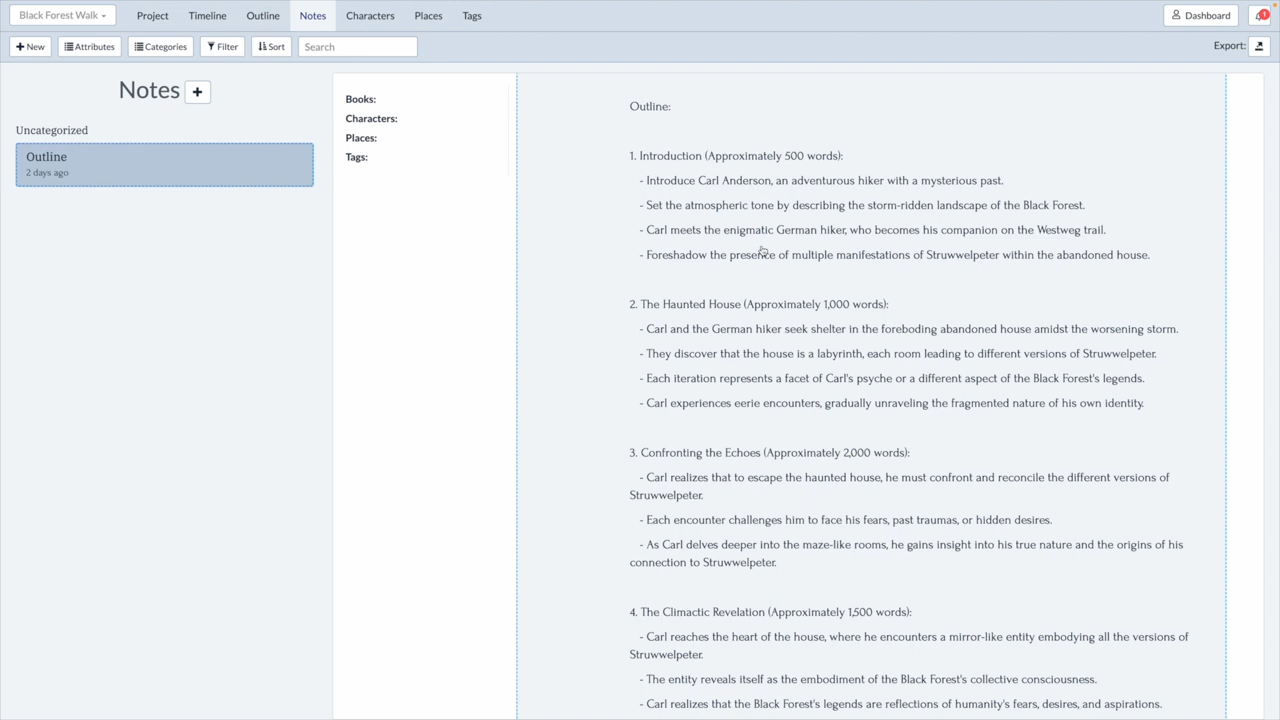 Black Forest Walk
Project
Timeline
Outline
Notes
Characters
Places
Tags
Dashboard
1
New
Attributes
Categories
Filter
Sort
Search
Export:
Notes
Uncategorized
Outline
2 days ago
Books:
Characters:
Places:
Tags:
Outline:
1. Introduction (Approximately 500 words):
- Introduce Carl Anderson, an adventurous hiker with a mysterious past.
- Set the atmospheric tone by describing the storm-ridden landscape of the Black Forest.
- Carl meets the enigmatic German hiker, who becomes his companion on the Westweg trail.
- Foreshadow the presence of multiple manifestations of Struwwelpeter within the abandoned house.
2. The Haunted House (Approximately 1,000 words):
- Carl and the German hiker seek shelter in the foreboding abandoned house amidst the worsening storm.
- They discover that the house is a labyrinth, each room leading to different versions of Struwwelpeter.
- Each iteration represents a facet of Carl's psyche or a different aspect of the Black Forest's legends.
- Carl experiences eerie encounters, gradually unraveling the fragmented nature of his own identity.
3. Confronting the Echoes (Approximately 2,000 words):
- Carl realizes that to escape the haunted house, he must confront and reconcile the different versions of
Struwwelpeter.
- Each encounter challenges him to face his fears, past traumas, or hidden desires.
- As Carl delves deeper into the maze-like rooms, he gains insight into his true nature and the origins of his
connection to Struwwelpeter.
4. The Climactic Revelation (Approximately 1,500 words):
- Carl reaches the heart of the house, where he encounters a mirror-like entity embodying all the versions of
Struwwelpeter.
- The entity reveals itself as the embodiment of the Black Forest's collective consciousness.
- Carl realizes that the Black Forest's legends are reflections of humanity's fears, desires, and aspirations.